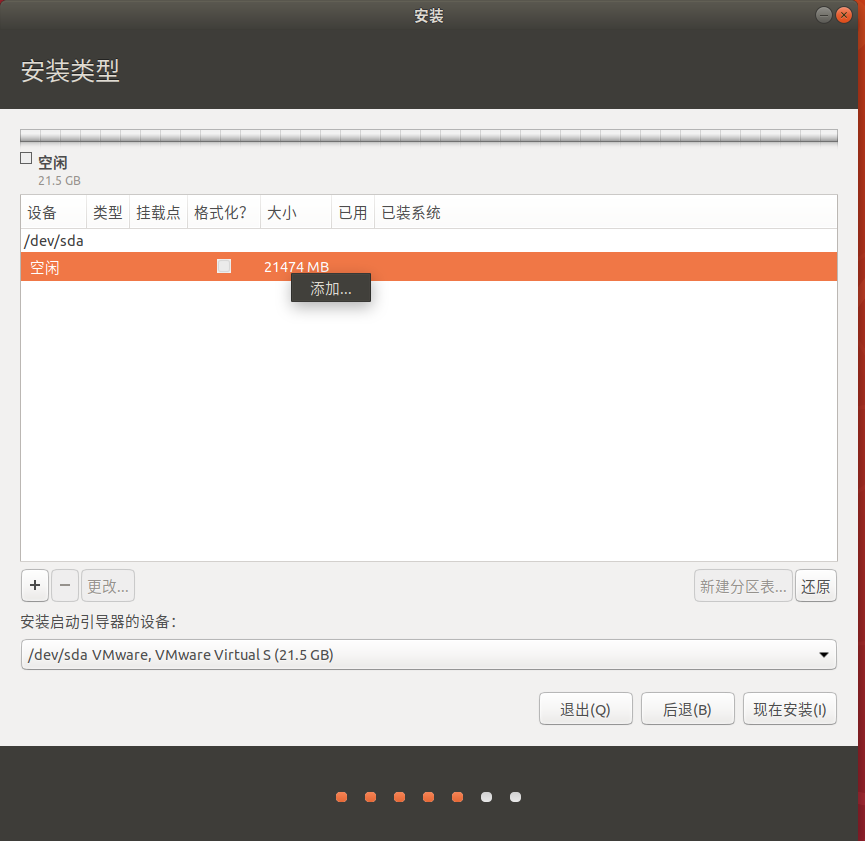 安装
安装类型
空闲
21.5 GB
设备 类型 挂载点 格式化? 大小 已用 已装系统
/dev/sda
空闲 21474 MB
添加...
+ − 更改... 新建分区表... 还原
安装启动引导器的设备：
/dev/sda VMware, VMware Virtual S (21.5 GB)
退出(Q) 后退(B) 现在安装(I)